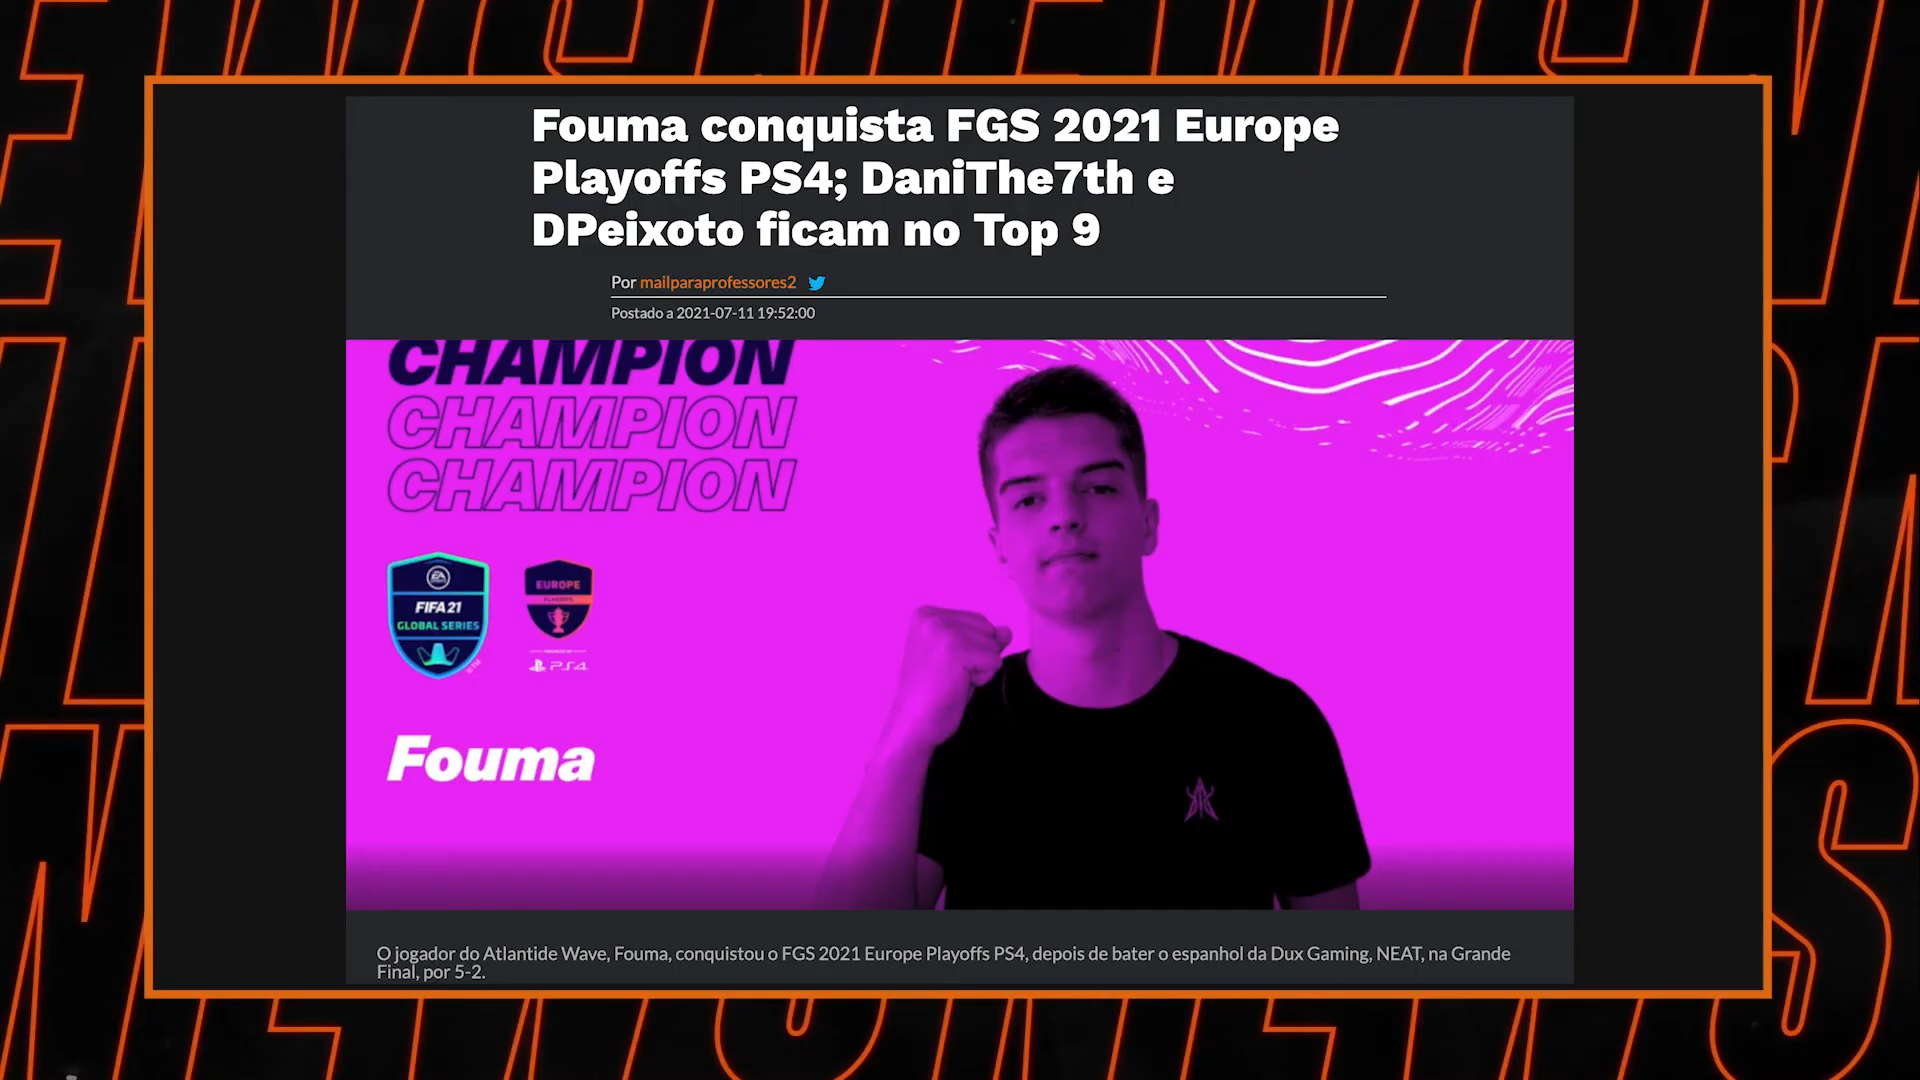 Fouma conquista FGS 2021 Europe
Playoffs PS4; DaniThe7th e
DPeixoto ficam no Top 9
Por mailparaprofessores2
Postado a 2021-07-11 19:52:00
CHAMPION
CHAMPION
CHAMPION
EA
FIFA 21
GLOBAL SERIES
EUROPE
PLAYOFFS
PS4
Fouma
O jogador do Atlantide Wave, Fouma, conquistou o FGS 2021 Europe Playoffs PS4, depois de bater o espanhol da Dux Gaming, NEAT, na Grande
Final, por 5-2.